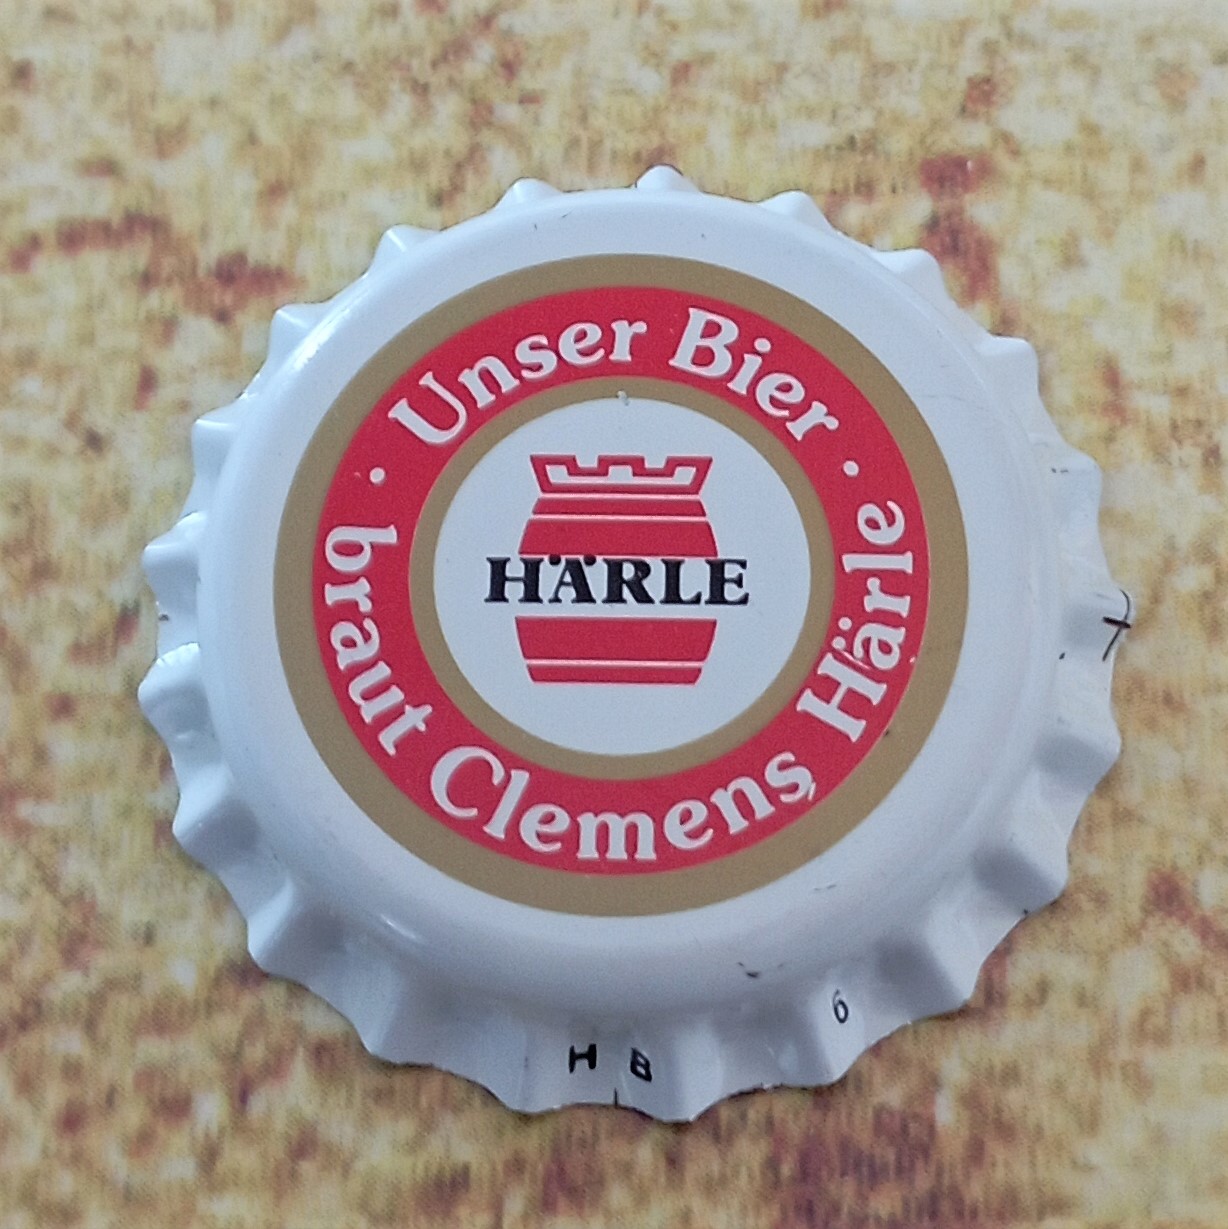 · Unser Bier ·
braut Clemens Härle
HÄRLE
H B
6